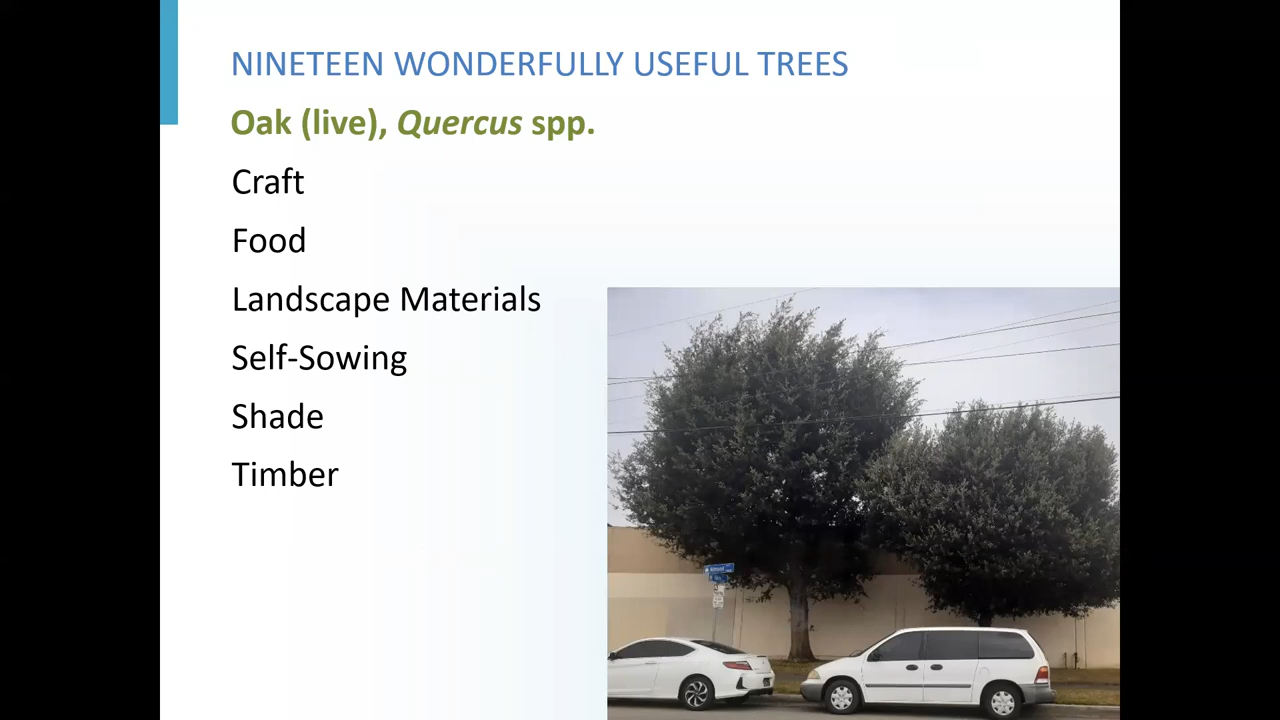 NINETEEN WONDERFULLY USEFUL TREES
Oak (live), Quercus spp.
Craft
Food
Landscape Materials
Self-Sowing
Shade
Timber